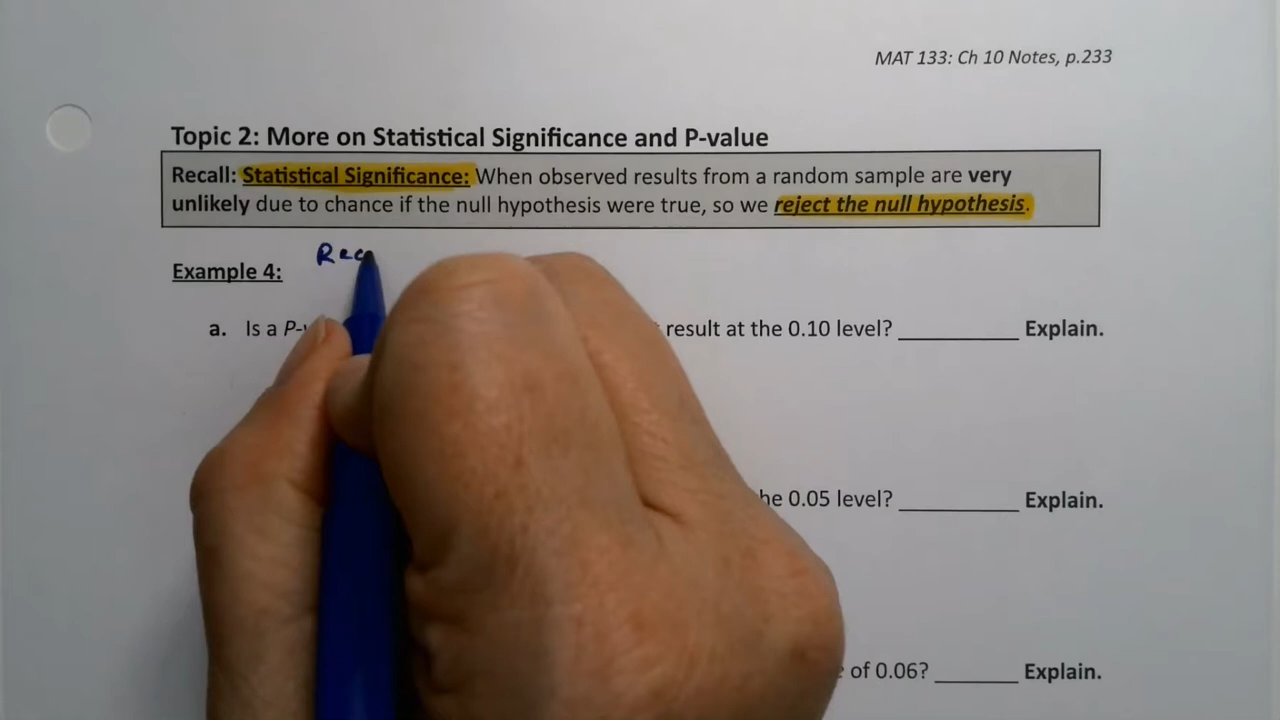 MAT 133: Ch 10 Notes, p.233
Topic 2: More on Statistical Significance and P-value
Recall: Statistical Significance: When observed results from a random sample are very
unlikely due to chance if the null hypothesis were true, so we reject the null hypothesis.
Rec
Example 4:
a. Is a P- result at the 0.10 level? __________ Explain.
0.05 level? __________ Explain.
of 0.06? _______ Explain.